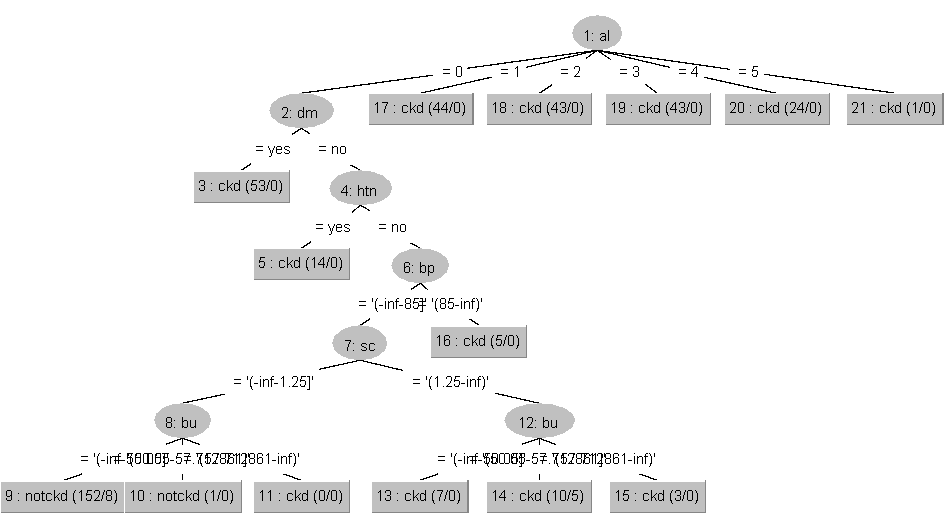 1: al
= 0 = 1 = 2 = 3 = 4 = 5
2: dm 17 : ckd (44/0) 18 : ckd (43/0) 19 : ckd (43/0) 20 : ckd (24/0) 21 : ckd (1/0)
= yes = no
3 : ckd (53/0) 4: htn
= yes = no
5 : ckd (14/0) 6: bp
= '(-inf-85]' = '(85-inf)'
7: sc 16 : ckd (5/0)
= '(-inf-1.25]' = '(1.25-inf)'
8: bu 12: bu
9 : notckd (152/8) 10 : notckd (1/0) 11 : ckd (0/0) 13 : ckd (7/0) 14 : ckd (10/5) 15 : ckd (3/0)